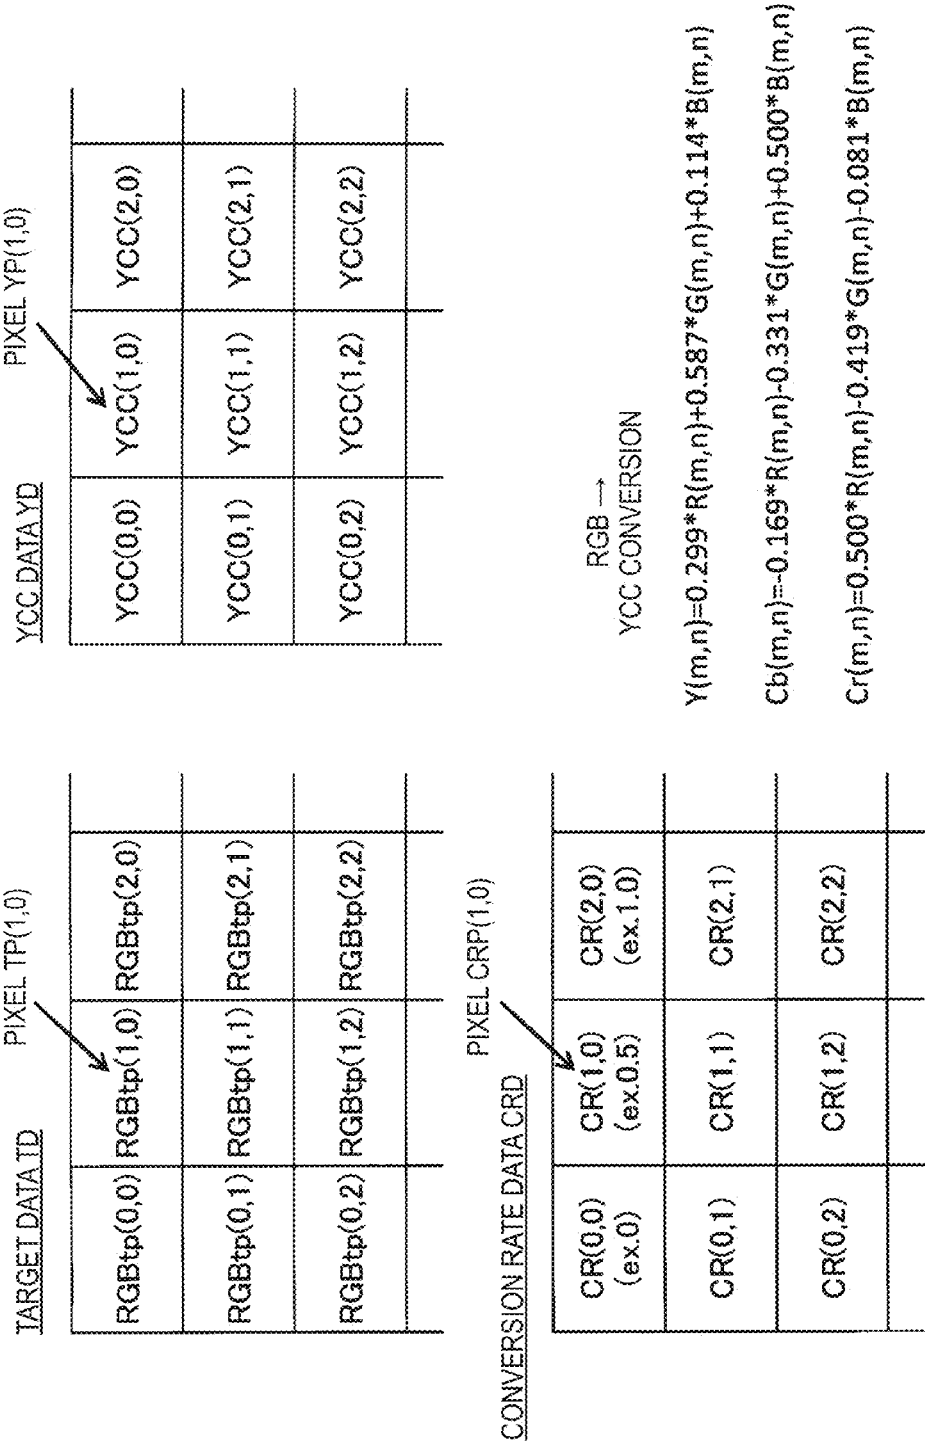 TARGET DATA TD
PIXEL TP(1,0)
RGBtp(0,0) RGBtp(1,0) RGBtp(2,0)
RGBtp(0,1) RGBtp(1,1) RGBtp(2,1)
RGBtp(0,2) RGBtp(1,2) RGBtp(2,2)
YCC DATA YD
PIXEL YP(1,0)
YCC(0,0) YCC(1,0) YCC(2,0)
YCC(0,1) YCC(1,1) YCC(2,1)
YCC(0,2) YCC(1,2) YCC(2,2)
CONVERSION RATE DATA CRD
PIXEL CRP(1,0)
CR(0,0) CR(1,0) CR(2,0)
(ex.0) (ex.0.5) (ex.1.0)
CR(0,1) CR(1,1) CR(2,1)
CR(0,2) CR(1,2) CR(2,2)
RGB →
YCC CONVERSION
Y(m,n)=0.299*R(m,n)+0.587*G(m,n)+0.114*B(m,n)
Cb(m,n)=-0.169*R(m,n)-0.331*G(m,n)+0.500*B(m,n)
Cr(m,n)=0.500*R(m,n)-0.419*G(m,n)-0.081*B(m,n)